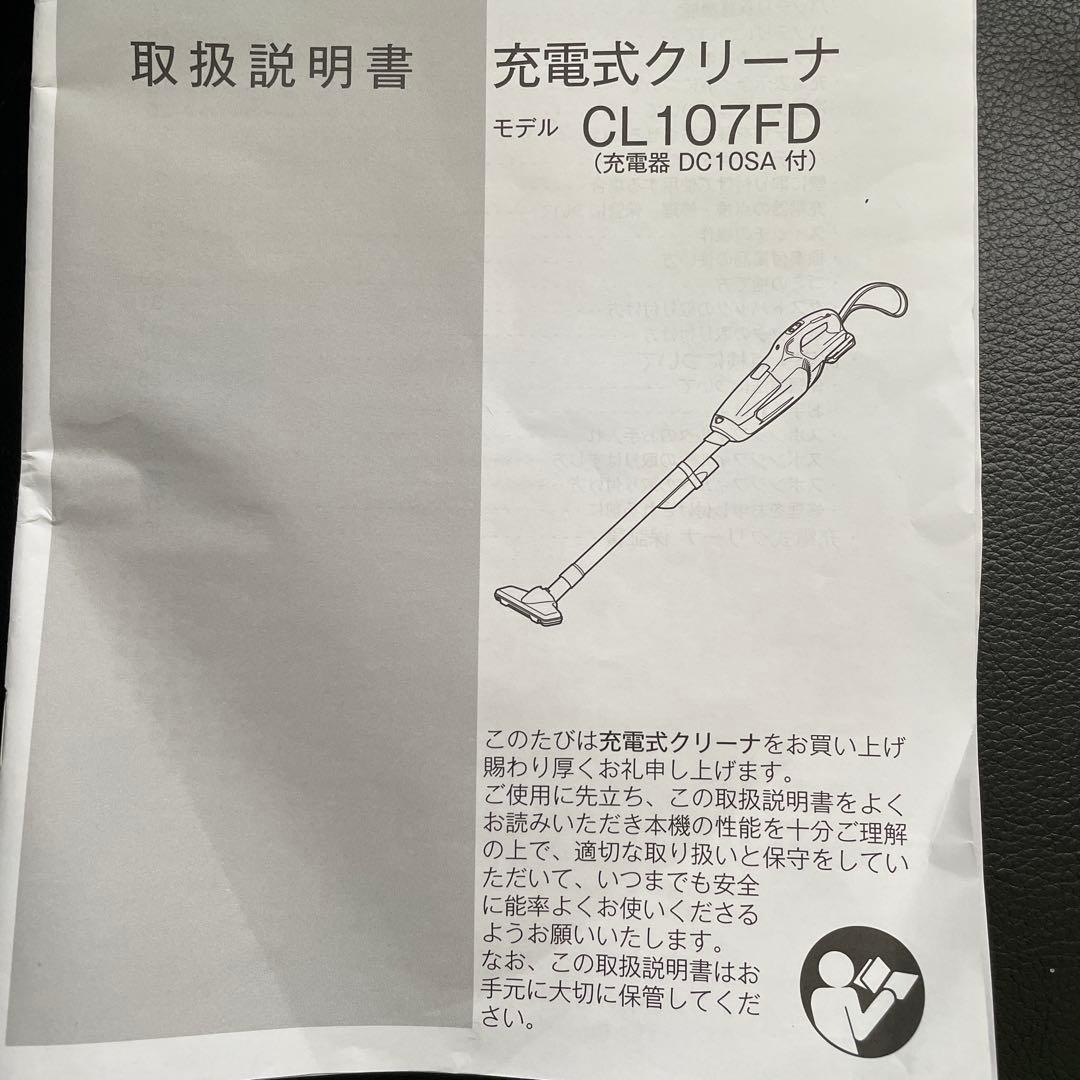 取扱説明書
充電式クリーナ
モデル CL107FD
(充電器 DC10SA 付)
このたびは充電式クリーナをお買い上げ
賜わり厚くお礼申し上げます。
ご使用に先立ち、この取扱説明書をよく
お読みいただき本機の性能を十分ご理解
の上で、適切な取り扱いと保守をしてい
ただいて、いつまでも安全
に能率よくお使いくださる
ようお願いいたします。
なお、この取扱説明書はお
手元に大切に保管してくだ
さい。